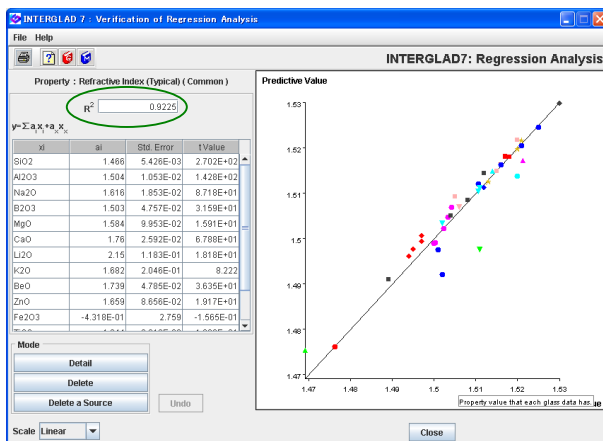 INTERGLAD 7 : Verification of Regression Analysis
File Help
INTERGLAD7: Regression Analysis
Property : Refractive Index (Typical) ( Common )
R2 0.9225
y=Σaixi+axxx
xi ai Std. Error t Value
SiO2 1.466 5.426E-03 2.702E+02
Al2O3 1.504 1.053E-02 1.428E+02
Na2O 1.616 1.853E-02 8.718E+01
B2O3 1.503 4.757E-02 3.159E+01
MgO 1.584 9.953E-02 1.591E+01
CaO 1.76 2.592E-02 6.788E+01
Li2O 2.15 1.183E-01 1.818E+01
K2O 1.682 2.046E-01 8.222
BeO 1.739 4.785E-02 3.635E+01
ZnO 1.659 8.656E-02 1.917E+01
Fe2O3 -4.318E-01 2.759 -1.565E-01
Mode
Detail
Delete
Delete a Source Undo
Scale Linear
Predictive Value
1.53
1.52
1.51
1.5
1.49
1.48
1.47
1.47 1.48 1.49 1.5 1.51 1.52 1.53
Property value that each glass data has.
Close